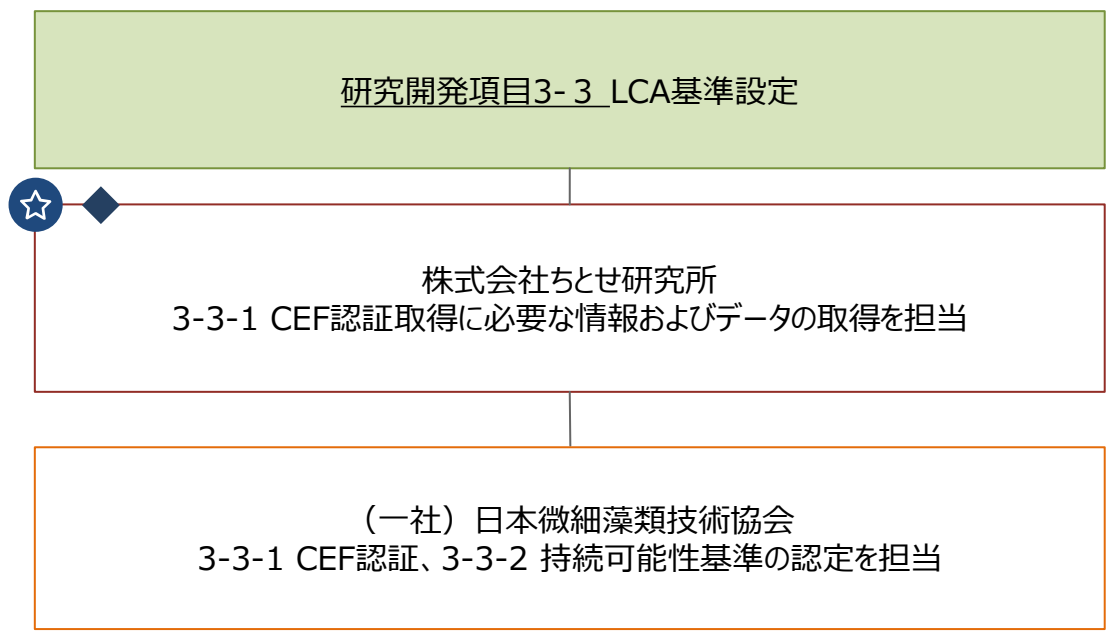 研究開発項目3-３ LCA基準設定
株式会社ちとせ研究所
3-3-1 CEF認証取得に必要な情報およびデータの取得を担当
（一社）日本微細藻類技術協会
3-3-1 CEF認証、3-3-2 持続可能性基準の認定を担当